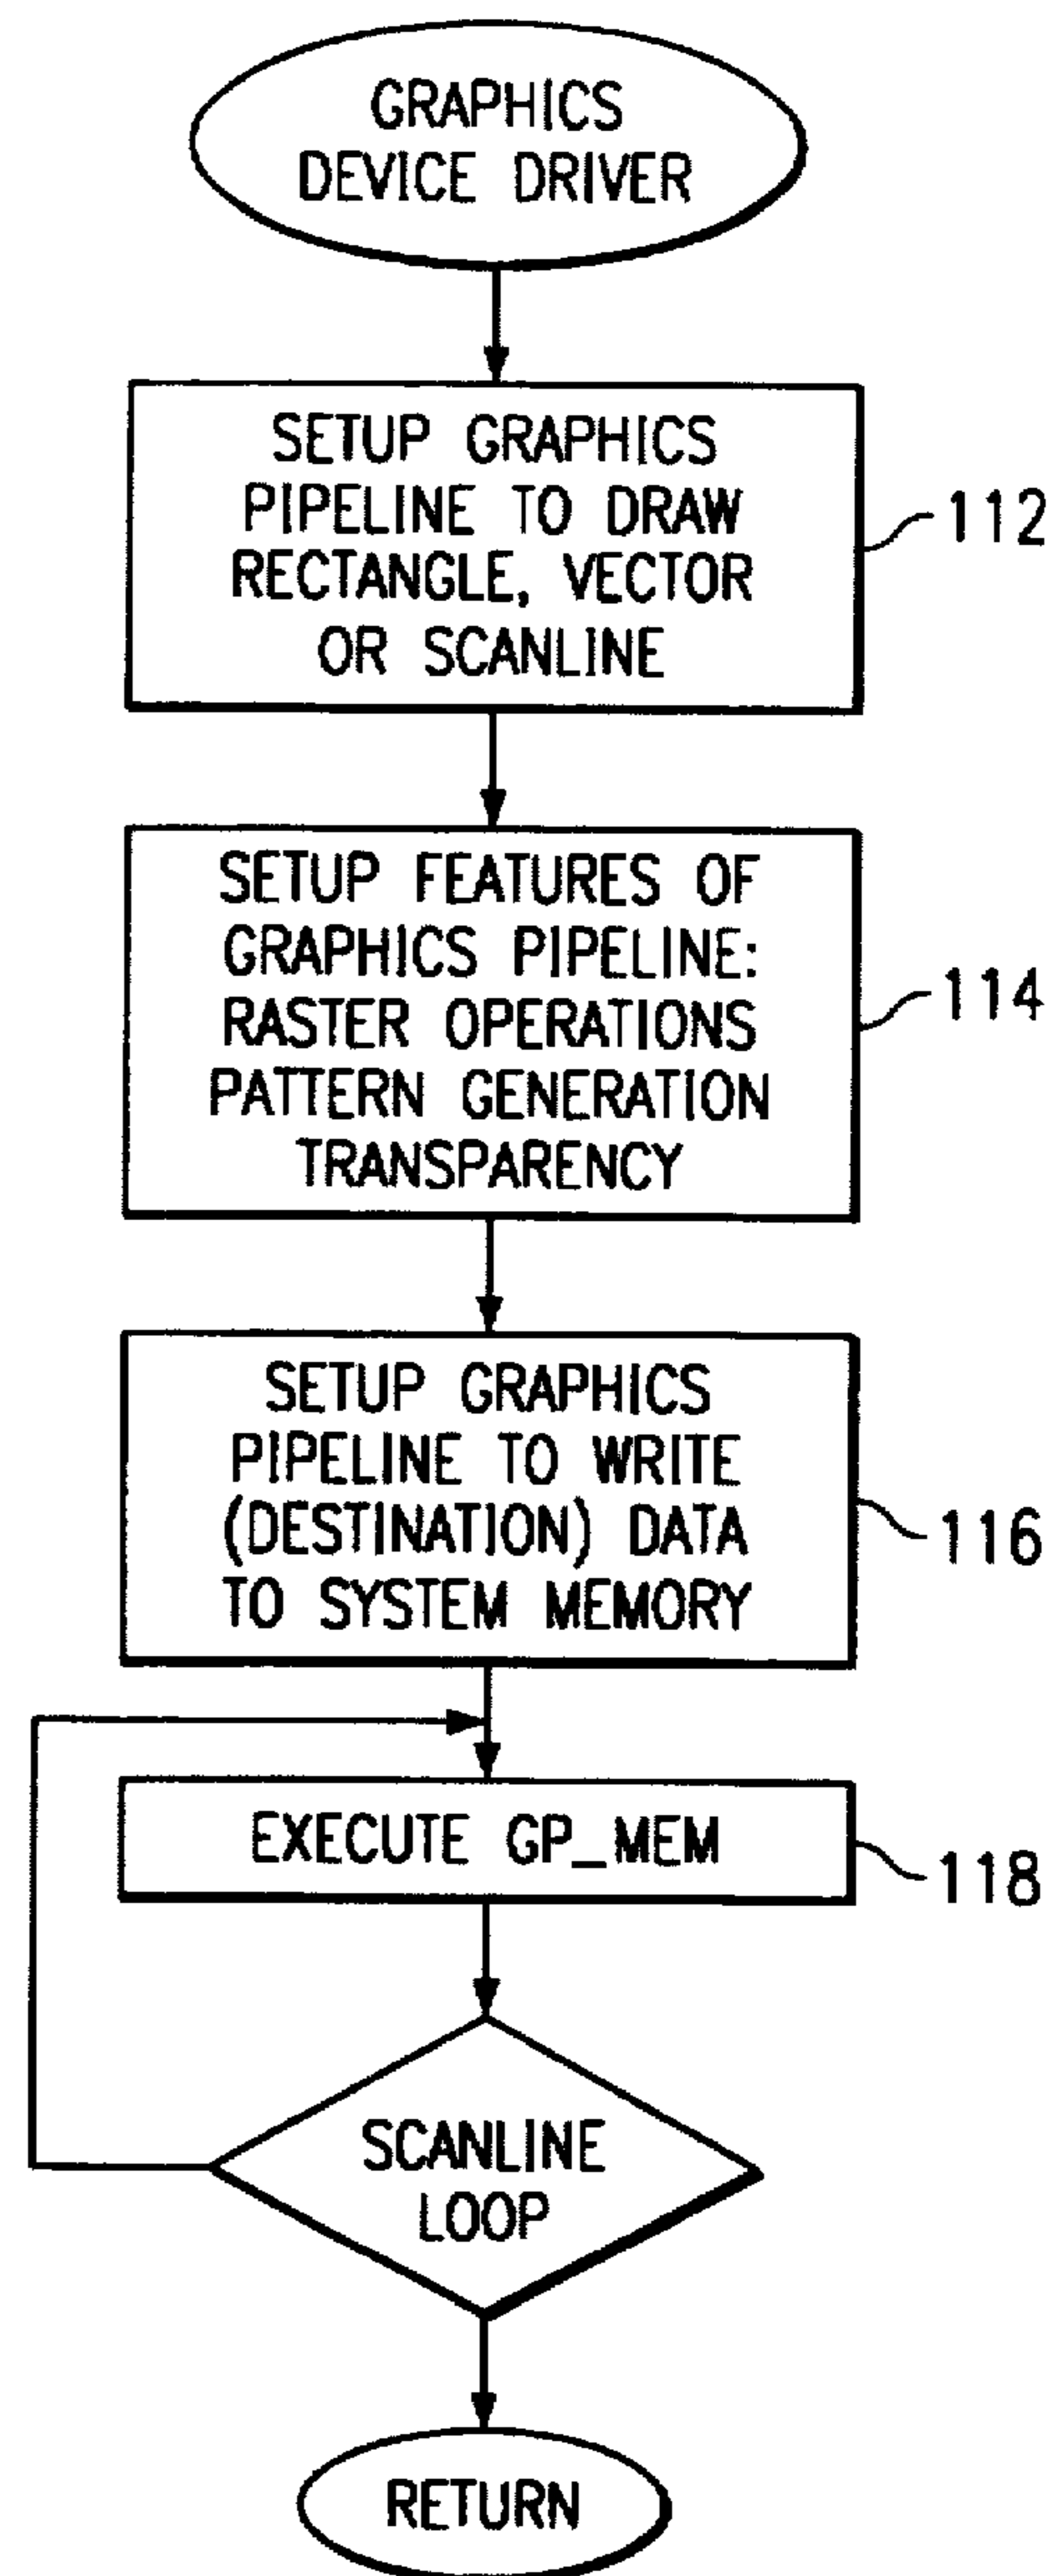 GRAPHICS
DEVICE DRIVER
SETUP GRAPHICS
PIPELINE TO DRAW
RECTANGLE, VECTOR
OR SCANLINE
112
SETUP FEATURES OF
GRAPHICS PIPELINE:
RASTER OPERATIONS
PATTERN GENERATION
TRANSPARENCY
114
SETUP GRAPHICS
PIPELINE TO WRITE
(DESTINATION) DATA
TO SYSTEM MEMORY
116
EXECUTE GP_MEM
118
SCANLINE
LOOP
RETURN